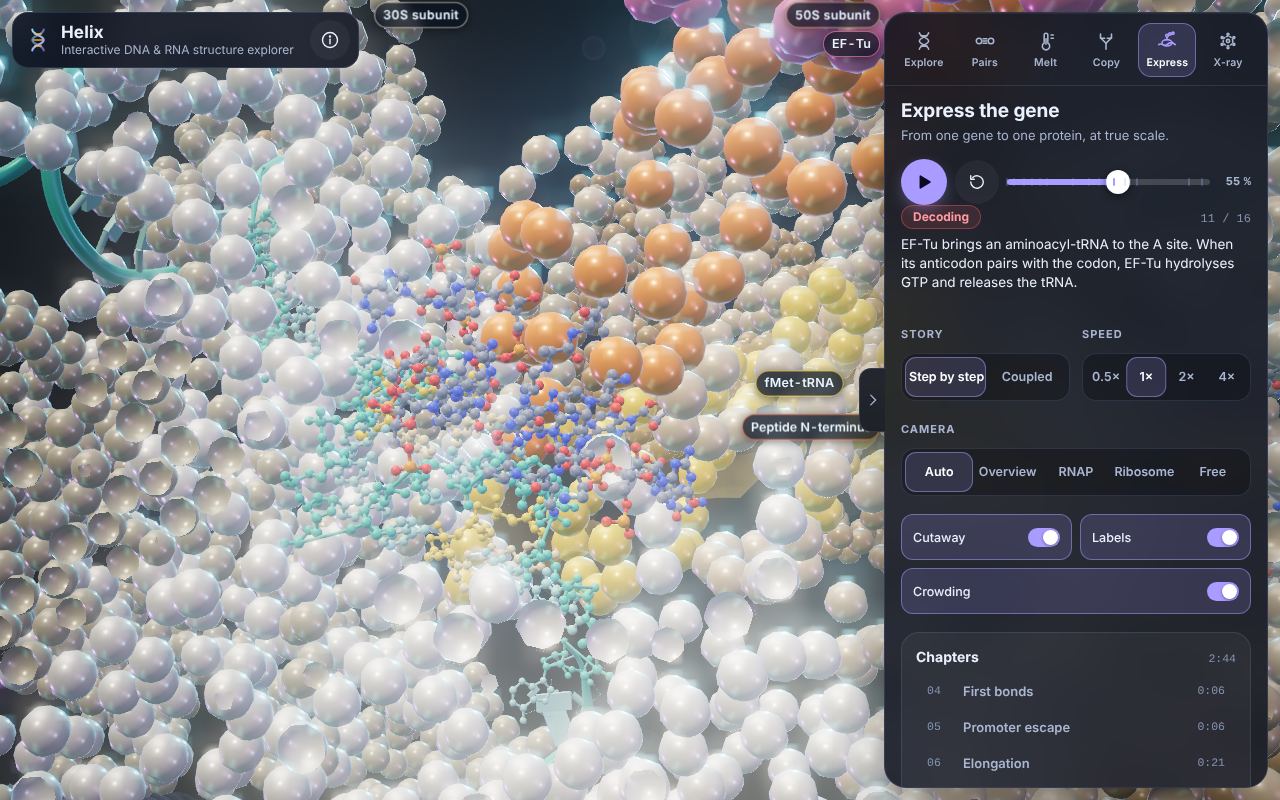 Helix
Interactive DNA & RNA structure explorer
30S subunit
50S subunit
EF-Tu
fMet-tRNA
Peptide N-terminu
Explore
Pairs
Melt
Copy
Express
X-ray
Express the gene
From one gene to one protein, at true scale.
55 %
Decoding
11 / 16
EF-Tu brings an aminoacyl-tRNA to the A site. When
its anticodon pairs with the codon, EF-Tu hydrolyses
GTP and releases the tRNA.
STORY
SPEED
Step by step
Coupled
0.5×
1×
2×
4×
CAMERA
Auto
Overview
RNAP
Ribosome
Free
Cutaway
Labels
Crowding
Chapters
2:44
04 First bonds 0:06
05 Promoter escape 0:06
06 Elongation 0:21